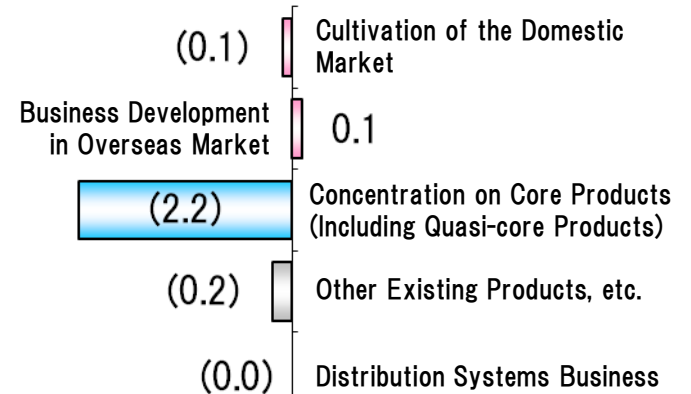 (0.1)
Cultivation of the Domestic
Market
Business Development
in Overseas Market
0.1
(2.2)
Concentration on Core Products
(Including Quasi-core Products)
(0.2)
Other Existing Products, etc.
(0.0)
Distribution Systems Business